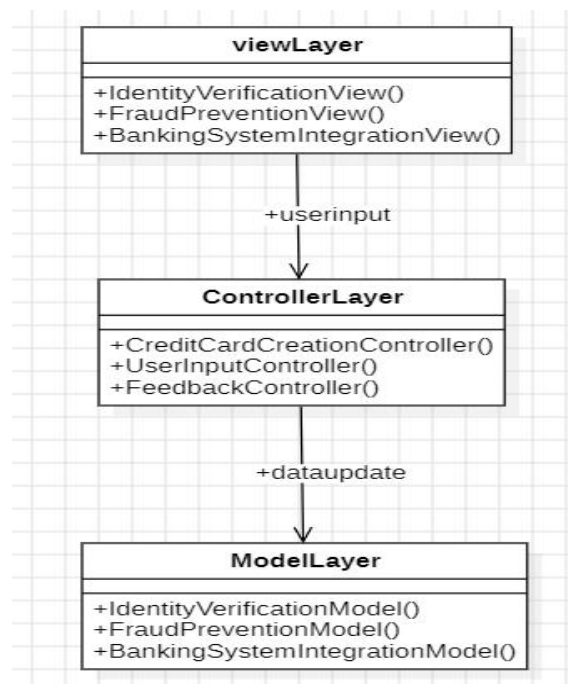 viewLayer
+IdentityVerificationView()
+FraudPreventionView()
+BankingSystemIntegrationView()
+userinput
ControllerLayer
+CreditCardCreationController()
+UserInputController()
+FeedbackController()
+dataupdate
ModelLayer
+IdentityVerificationModel()
+FraudPreventionModel()
+BankingSystemIntegrationModel()